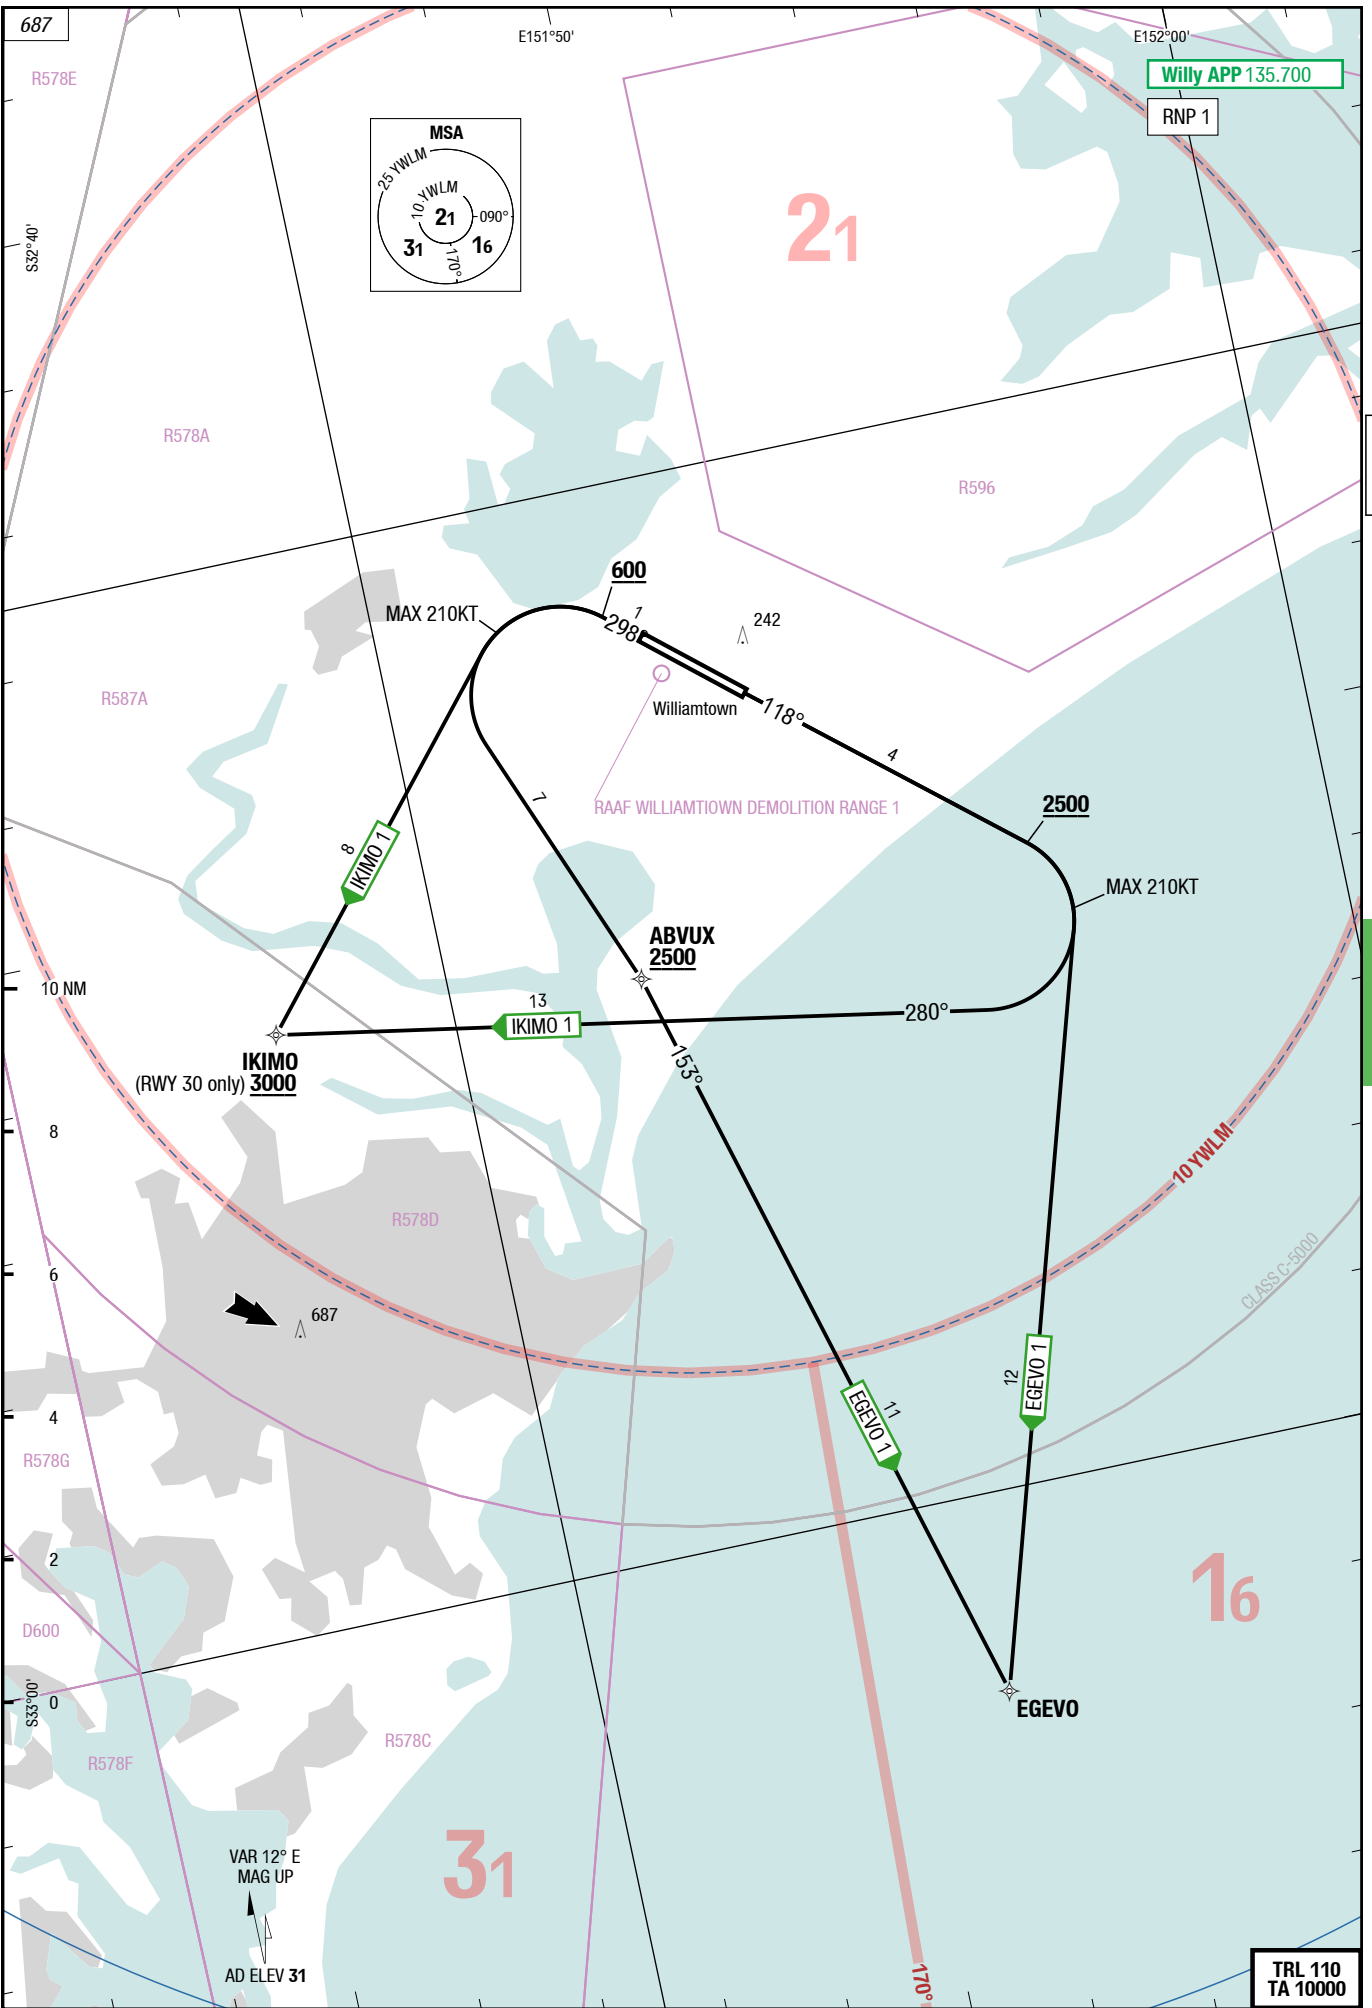 687
E151°50'
E152°00'
R578E
Willy APP 135.700
RNP 1
MSA
25 YWLM
10 YWLM
21
090°
31
16
170°
21
S32°40'
R578A
R596
600
MAX 210KT
1
298°
242
R587A
Williamtown
118°
4
7
RAAF WILLIAMTIOWN DEMOLITION RANGE 1
2500
8
IKIMO 1
MAX 210KT
ABVUX
2500
10 NM
13
IKIMO 1
280°
IKIMO
(RWY 30 only) 3000
153°
8
10 YWLM
R578D
CLASS C-5000
6
687
EGEVO 1
12
4
EGEVO 1
11
R578G
2
16
D600
S33°00'
0
EGEVO
R578C
R578F
31
VAR 12° E
MAG UP
AD ELEV 31
170°
TRL 110
TA 10000